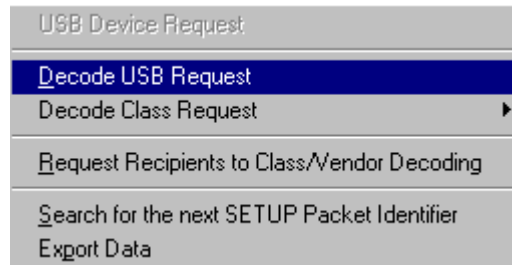 USB Device Request
Decode USB Request
Decode Class Request
Request Recipients to Class/Vendor Decoding
Search for the next SETUP Packet Identifier
Export Data